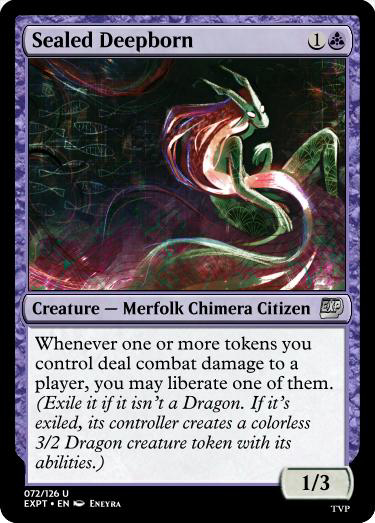 Sealed Deepborn 1
Creature — Merfolk Chimera Citizen EXP
Whenever one or more tokens you
control deal combat damage to a
player, you may liberate one of them.
(Exile it if it isn't a Dragon. If it's
exiled, its controller creates a colorless
3/2 Dragon creature token with its
abilities.)
1/3
072/126 U
EXPT • EN Eneyra
TVP